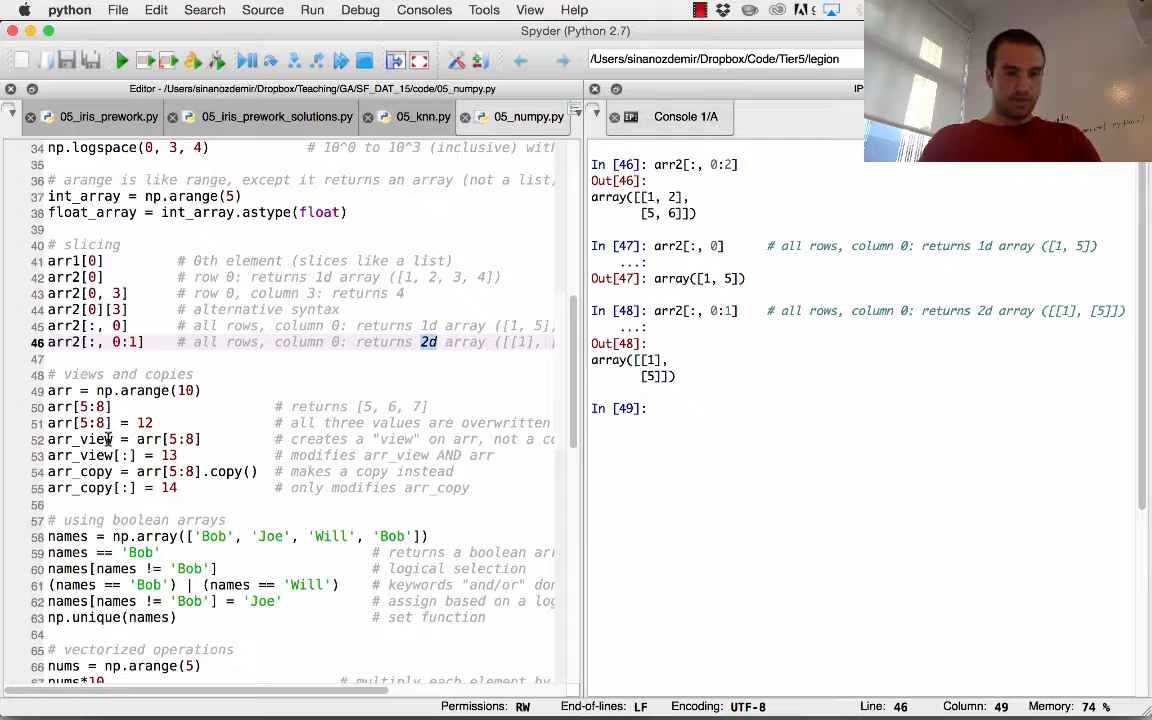 python File Edit Search Source Run Debug Consoles Tools View Help
Spyder (Python 2.7)
/Users/sinanozdemir/Dropbox/Code/Tier5/legion
Editor - /Users/sinanozdemir/Dropbox/Teaching/GA/SF_DAT_15/code/05_numpy.py
05_iris_prework.py 05_iris_prework_solutions.py 05_knn.py 05_numpy.py
34 np.logspace(0, 3, 4) # 10^0 to 10^3 (inclusive) wit
35
36 # arange is like range, except it returns an array (not a list,
37 int_array = np.arange(5)
38 float_array = int_array.astype(float)
39
40 # slicing
41 arr1[0] # 0th element (slices like a list)
42 arr2[0] # row 0: returns 1d array ([1, 2, 3, 4])
43 arr2[0, 3] # row 0, column 3: returns 4
44 arr2[0][3] # alternative syntax
45 arr2[:, 0] # all rows, column 0: returns 1d array ([1, 5]
46 arr2[:, 0:1] # all rows, column 0: returns 2d array ([[1],
47
48 # views and copies
49 arr = np.arange(10)
50 arr[5:8] # returns [5, 6, 7]
51 arr[5:8] = 12 # all three values are overwritten
52 arr_view = arr[5:8] # creates a "view" on arr, not a co
53 arr_view[:] = 13 # modifies arr_view AND arr
54 arr_copy = arr[5:8].copy() # makes a copy instead
55 arr_copy[:] = 14 # only modifies arr_copy
56
57 # using boolean arrays
58 names = np.array(['Bob', 'Joe', 'Will', 'Bob'])
59 names == 'Bob' # returns a boolean arr
60 names[names != 'Bob'] # logical selection
61 (names == 'Bob') | (names == 'Will') # keywords "and/or" don
62 names[names != 'Bob'] = 'Joe' # assign based on a log
63 np.unique(names) # set function
64
65 # vectorized operations
66 nums = np.arange(5)
67 nums*10 # multiply each element by
IP
Console 1/A
In [46]: arr2[:, 0:2]
Out[46]:
array([[1, 2],
[5, 6]])
In [47]: arr2[:, 0] # all rows, column 0: returns 1d array ([1, 5])
...:
Out[47]: array([1, 5])
In [48]: arr2[:, 0:1] # all rows, column 0: returns 2d array ([[1], [5]])
...:
Out[48]:
array([[1],
[5]])
In [49]:
Permissions: RW End-of-lines: LF Encoding: UTF-8 Line: 46 Column: 49 Memory: 74 %